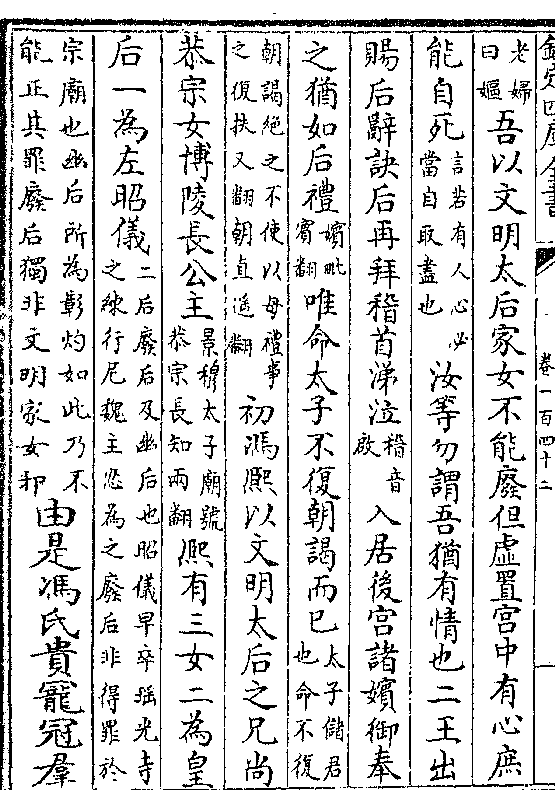 欽定四庫全書
卷一百四十二
老婦曰嫗吾以文明太后家女不能廢但虛置宫中有心庶
能自死言若有人心必當自取盡也汝等勿謂吾猶有情也二王出
賜后辭訣后再拜稽首涕泣稽音啟入居後宫諸嬪御奉
之猶如后禮嬪毗賓翻唯命太子不復朝謁而已太子儲君也命不復
朝謁絶之不使以母禮事之復扶又翻朝直遥翻初馮熈以文明太后之兄尚
恭宗女博陵長公主景穆太子廟號恭宗長知兩翻熈有三女二為皇
后一為左昭儀二后廢后及幽后也昭儀早卒瑶光寺之練行尼魏主忍為之廢后非得罪於
宗廟也幽后所為彰灼如此乃不能正其罪廢后獨非文明家女邪由是馮氏貴寵冠羣